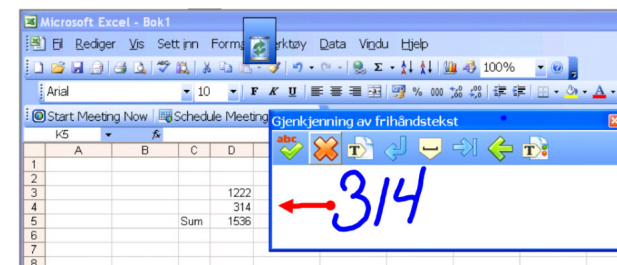 Microsoft Excel - Bok1
Fil Rediger Vis Sett inn Verktøy Data Vindu Hjelp
100%
Arial 10 F K U % 000
Start Meeting Now Schedule Meeting
Gjenkjenning av frihåndstekst
K5 fx
abc T T
A B C D
1
2
3 1222
4 314
5 Sum 1536
6
7
8
314